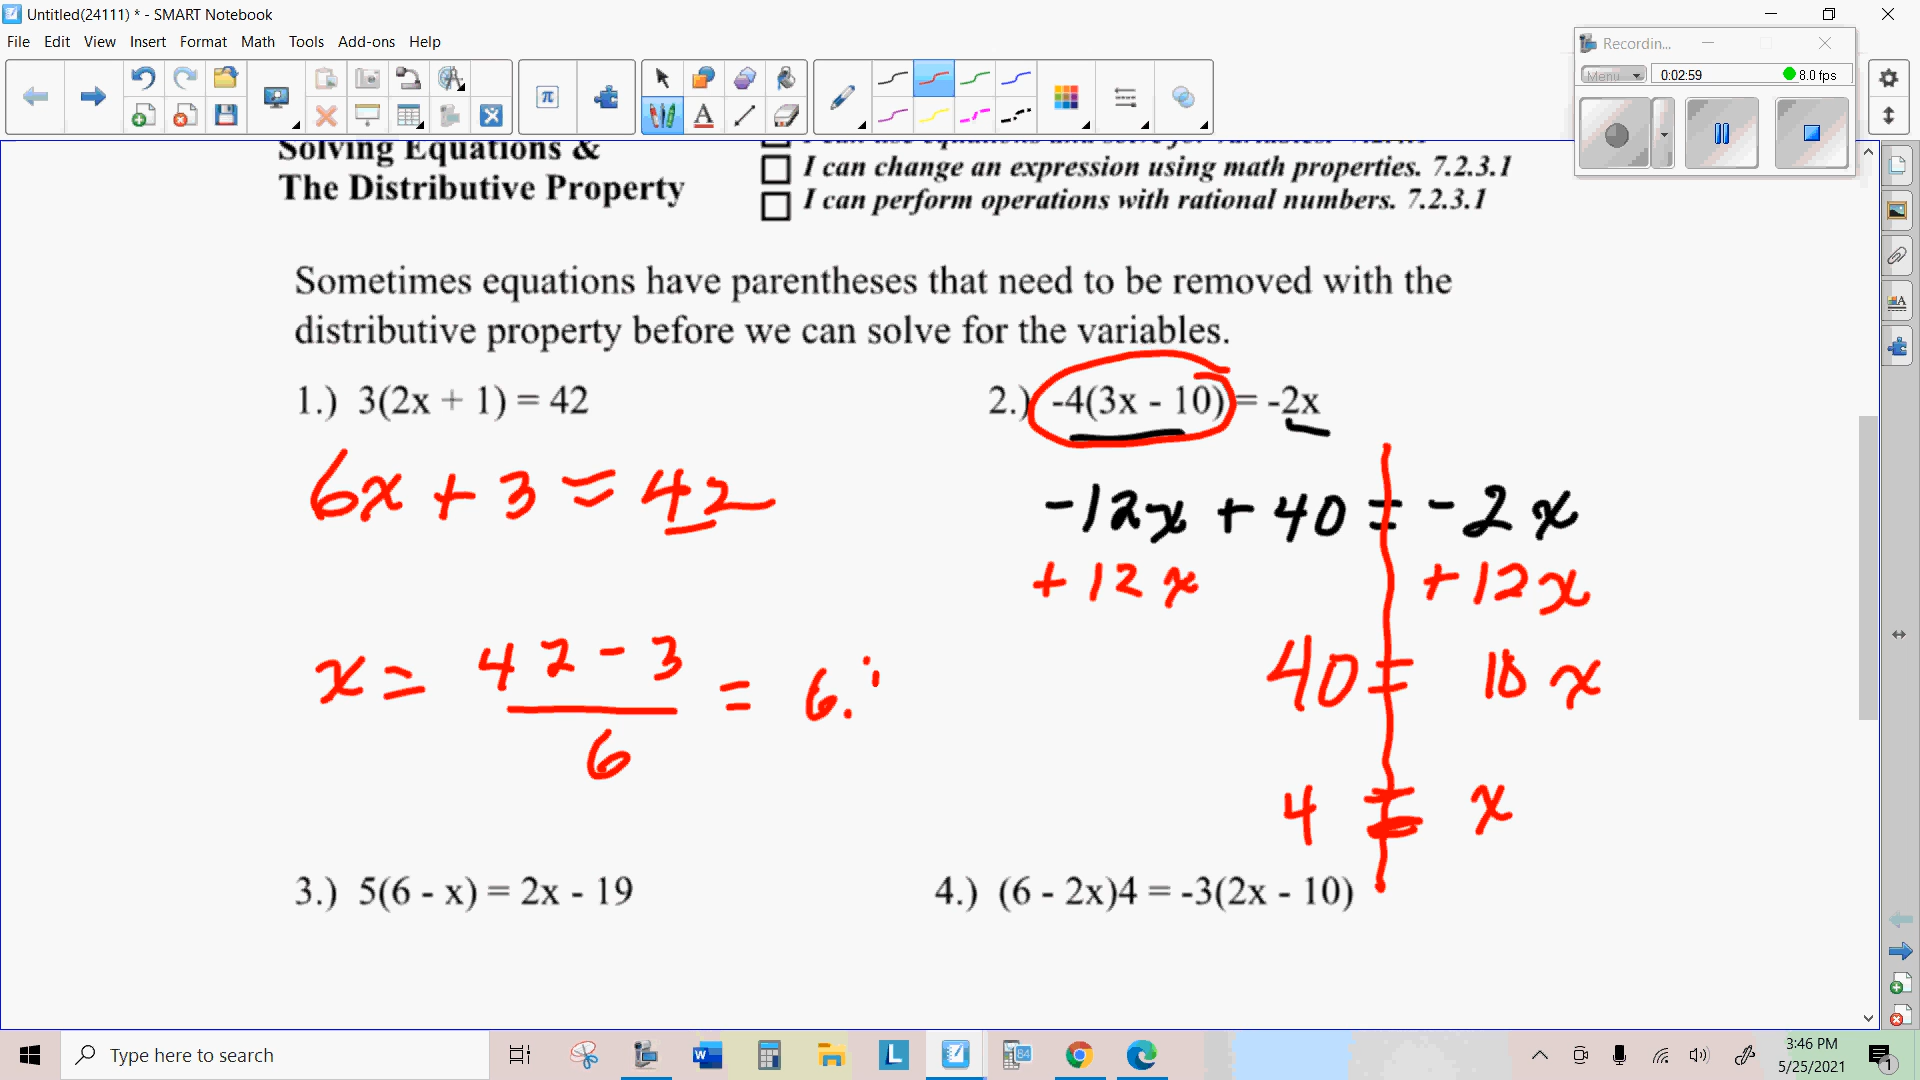 Untitled(24111) * - SMART Notebook
File Edit View Insert Format Math Tools Add-ons Help
Recordin...
Menu 0:02:59 8.0 fps
Solving Equations &
The Distributive Property
I can change an expression using math properties. 7.2.3.1
I can perform operations with rational numbers. 7.2.3.1
Sometimes equations have parentheses that need to be removed with the
distributive property before we can solve for the variables.
1.) 3(2x + 1) = 42
2.) -4(3x - 10) = -2x
6x + 3 = 42
-12x + 40 = -2x
+12x +12x
x = 42 - 3 / 6 = 6.
40 = 10x
4 = x
3.) 5(6 - x) = 2x - 19
4.) (6 - 2x)4 = -3(2x - 10)
Type here to search
3:46 PM
5/25/2021
1